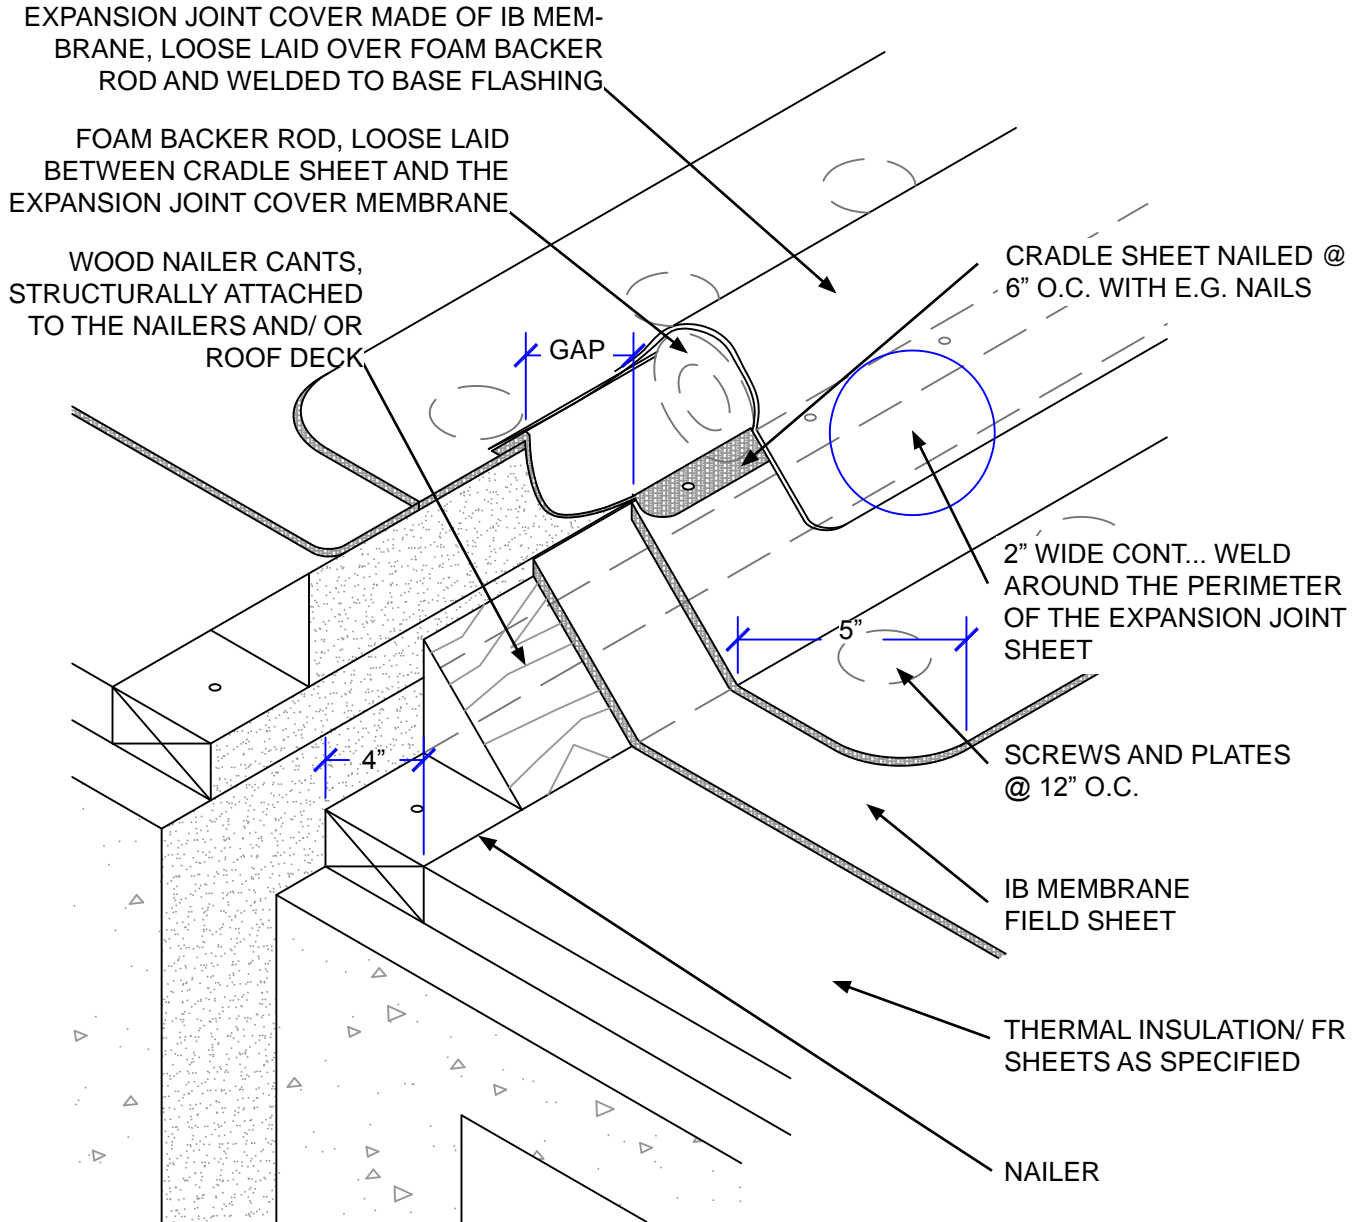 EXPANSION JOINT COVER MADE OF IB MEM-
BRANE, LOOSE LAID OVER FOAM BACKER
ROD AND WELDED TO BASE FLASHING
FOAM BACKER ROD, LOOSE LAID
BETWEEN CRADLE SHEET AND THE
EXPANSION JOINT COVER MEMBRANE
WOOD NAILER CANTS,
STRUCTURALLY ATTACHED
TO THE NAILERS AND/ OR
ROOF DECK
GAP
CRADLE SHEET NAILED @
6” O.C. WITH E.G. NAILS
2” WIDE CONT... WELD
AROUND THE PERIMETER
OF THE EXPANSION JOINT
SHEET
5”
4”
SCREWS AND PLATES
@ 12” O.C.
IB MEMBRANE
FIELD SHEET
THERMAL INSULATION/ FR
SHEETS AS SPECIFIED
NAILER